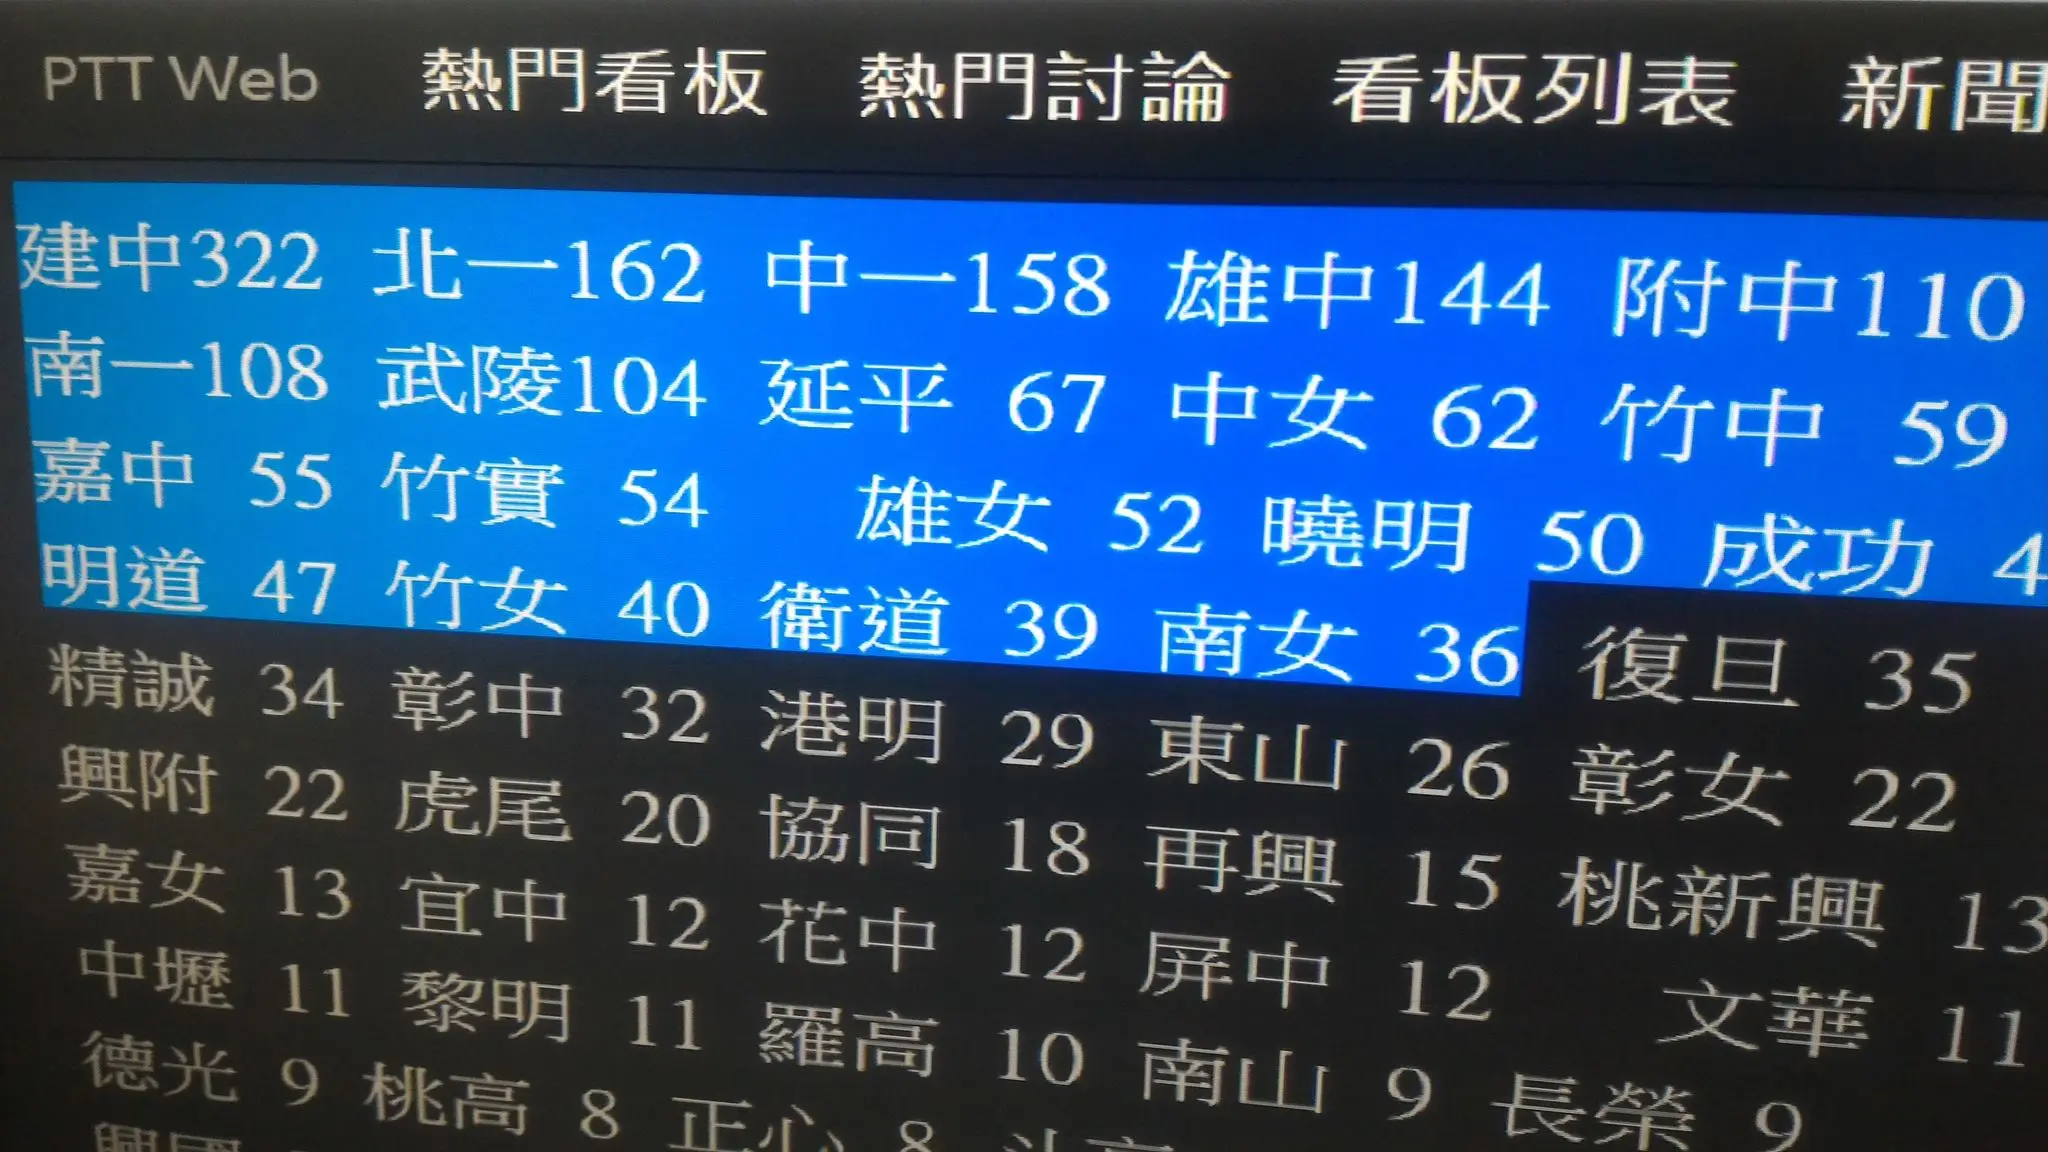 PTT Web 熱門看板 熱門討論 看板列表 新聞
建中322 北一162 中一158 雄中144 附中110
南一108 武陵104 延平 67 中女 62 竹中 59
嘉中 55 竹實 54 雄女 52 曉明 50 成功 4
明道 47 竹女 40 衛道 39 南女 36 復旦 35
精誠 34 彰中 32 港明 29 東山 26 彰女 22
興附 22 虎尾 20 協同 18 再興 15 桃新興 13
嘉女 13 宜中 12 花中 12 屏中 12 文華 11
中壢 11 黎明 11 羅高 10 南山 9 長榮 9
德光 9 桃高 8 正心 8
興國